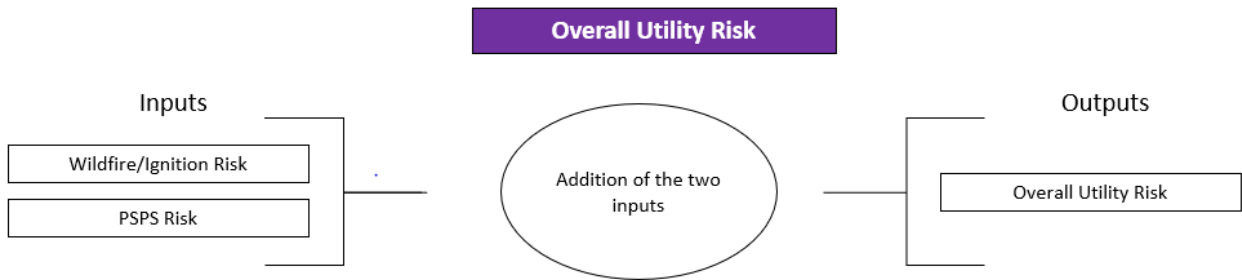 Overall Utility Risk
Inputs
Wildfire/Ignition Risk
PSPS Risk
Addition of the two
inputs
Outputs
Overall Utility Risk